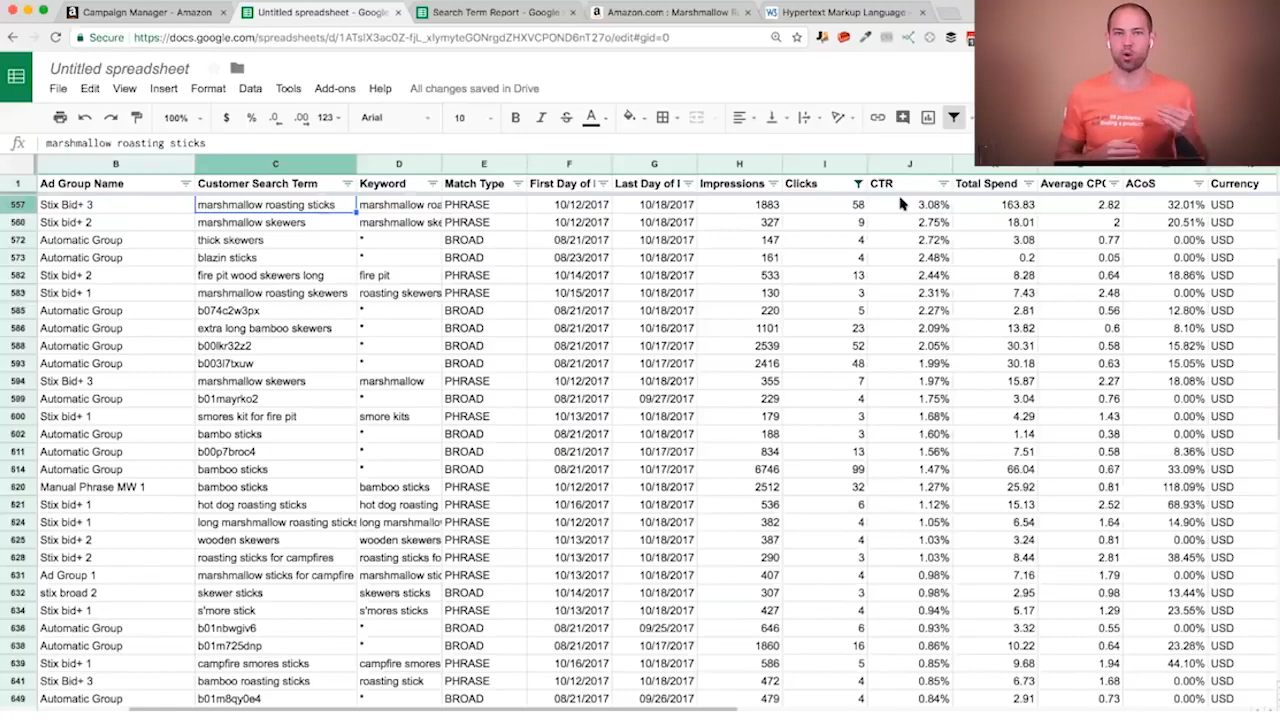 Campaign Manager - Amazon × Untitled spreadsheet - Google × Search Term Report - Google × Amazon.com : Marshmallow R × Hypertext Markup Language - ×
Secure https://docs.google.com/spreadsheets/d/
Untitled spreadsheet
File Edit View Insert Format Data Tools Add-ons Help All changes saved in Drive
100% $ % .0 .00 123 Arial 10 B I S A
fx marshmallow roasting sticks
B C D E F G H I J
1 Ad Group Name Customer Search Term Keyword Match Type First Day of Last Day of Impressions Clicks CTR Total Spend Average CPC ACoS Currency
557 Stix Bid+ 3 marshmallow roasting sticks marshmallow roa PHRASE 10/12/2017 10/18/2017 1883 58 3.08% 163.83 2.82 32.01% USD
560 Stix bid+ 2 marshmallow skewers marshmallow ske PHRASE 10/12/2017 10/18/2017 327 9 2.75% 18.01 2 20.51% USD
572 Automatic Group thick skewers * BROAD 08/21/2017 10/18/2017 147 4 2.72% 3.08 0.77 0.00% USD
573 Automatic Group blazin sticks * BROAD 08/23/2017 10/18/2017 161 4 2.48% 0.2 0.05 0.00% USD
582 Stix bid+ 2 fire pit wood skewers long fire pit PHRASE 10/14/2017 10/18/2017 533 13 2.44% 8.28 0.64 18.86% USD
583 Stix bid+ 1 marshmallow roasting skewers roasting skewers PHRASE 10/15/2017 10/18/2017 130 3 2.31% 7.43 2.48 0.00% USD
585 Automatic Group b074c2w3px * BROAD 08/21/2017 10/18/2017 220 5 2.27% 2.81 0.56 12.80% USD
586 Automatic Group extra long bamboo skewers * BROAD 08/21/2017 10/16/2017 1101 23 2.09% 13.82 0.6 8.10% USD
588 Automatic Group b00lkr32z2 * BROAD 08/21/2017 10/17/2017 2539 52 2.05% 30.31 0.58 15.82% USD
593 Automatic Group b003l7txuw * BROAD 08/21/2017 10/17/2017 2416 48 1.99% 30.18 0.63 15.05% USD
594 Stix Bid+ 3 marshmallow skewers marshmallow PHRASE 10/12/2017 10/18/2017 355 7 1.97% 15.87 2.27 18.08% USD
599 Automatic Group b01mayrko2 * BROAD 08/21/2017 09/27/2017 229 4 1.75% 3.04 0.76 0.00% USD
600 Stix bid+ 1 smores kit for fire pit smore kits PHRASE 10/13/2017 10/18/2017 179 3 1.68% 4.29 1.43 0.00% USD
602 Automatic Group bambo sticks * BROAD 08/21/2017 10/18/2017 188 3 1.60% 1.14 0.38 0.00% USD
611 Automatic Group b00p7broc4 * BROAD 08/21/2017 10/17/2017 834 13 1.56% 7.51 0.58 8.36% USD
614 Automatic Group bamboo sticks * BROAD 08/21/2017 10/17/2017 6746 99 1.47% 66.04 0.67 33.09% USD
620 Manual Phrase MW 1 bamboo sticks bamboo sticks PHRASE 10/12/2017 10/18/2017 2512 32 1.27% 25.92 0.81 118.09% USD
621 Stix bid+ 1 hot dog roasting sticks hot dog roasting PHRASE 10/16/2017 10/18/2017 536 6 1.12% 15.13 2.52 68.93% USD
624 Stix bid+ 1 long marshmallow roasting sticks long marshmallo PHRASE 10/12/2017 10/18/2017 382 4 1.05% 6.54 1.64 14.90% USD
625 Stix bid+ 2 wooden skewers wooden skewers PHRASE 10/13/2017 10/18/2017 387 4 1.03% 3.24 0.81 0.00% USD
628 Stix bid+ 2 roasting sticks for campfires roasting sticks fo PHRASE 10/13/2017 10/18/2017 290 3 1.03% 8.44 2.81 38.45% USD
631 Ad Group 1 marshmallow sticks for campfire marshmallow stic PHRASE 10/13/2017 10/18/2017 407 4 0.98% 7.16 1.79 0.00% USD
632 stix broad 2 skewer sticks skewers sticks BROAD 10/14/2017 10/18/2017 307 3 0.98% 2.95 0.98 13.44% USD
634 Stix bid+ 1 s'more stick s'mores sticks PHRASE 10/13/2017 10/18/2017 427 4 0.94% 5.17 1.29 23.55% USD
636 Automatic Group b01nbwgiv6 * BROAD 08/21/2017 09/25/2017 646 6 0.93% 3.32 0.55 0.00% USD
638 Automatic Group b01m725dnp * BROAD 08/21/2017 10/17/2017 1860 16 0.86% 10.22 0.64 23.28% USD
639 Stix bid+ 1 campfire smores sticks campfire smores PHRASE 10/16/2017 10/18/2017 586 5 0.85% 9.68 1.94 44.10% USD
641 Stix Bid+ 3 bamboo roasting sticks roasting stick PHRASE 10/12/2017 10/18/2017 472 4 0.85% 6.73 1.68 0.00% USD
649 Automatic Group b01m8qy0e4 * BROAD 08/21/2017 09/26/2017 479 4 0.84% 2.91 0.73 0.00% USD